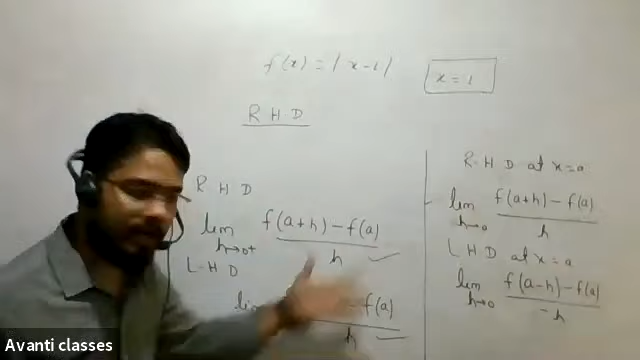 f(x) = |x-1|
x = 1
R H D
R H D
lim h→0+ f(a+h) - f(a) / h
L H D
- f(a) / h
R H D at x=a
lim h→0 f(a+h) - f(a) / h
L H D at x=a
lim h→0 f(a-h) - f(a) / -h
Avanti classes